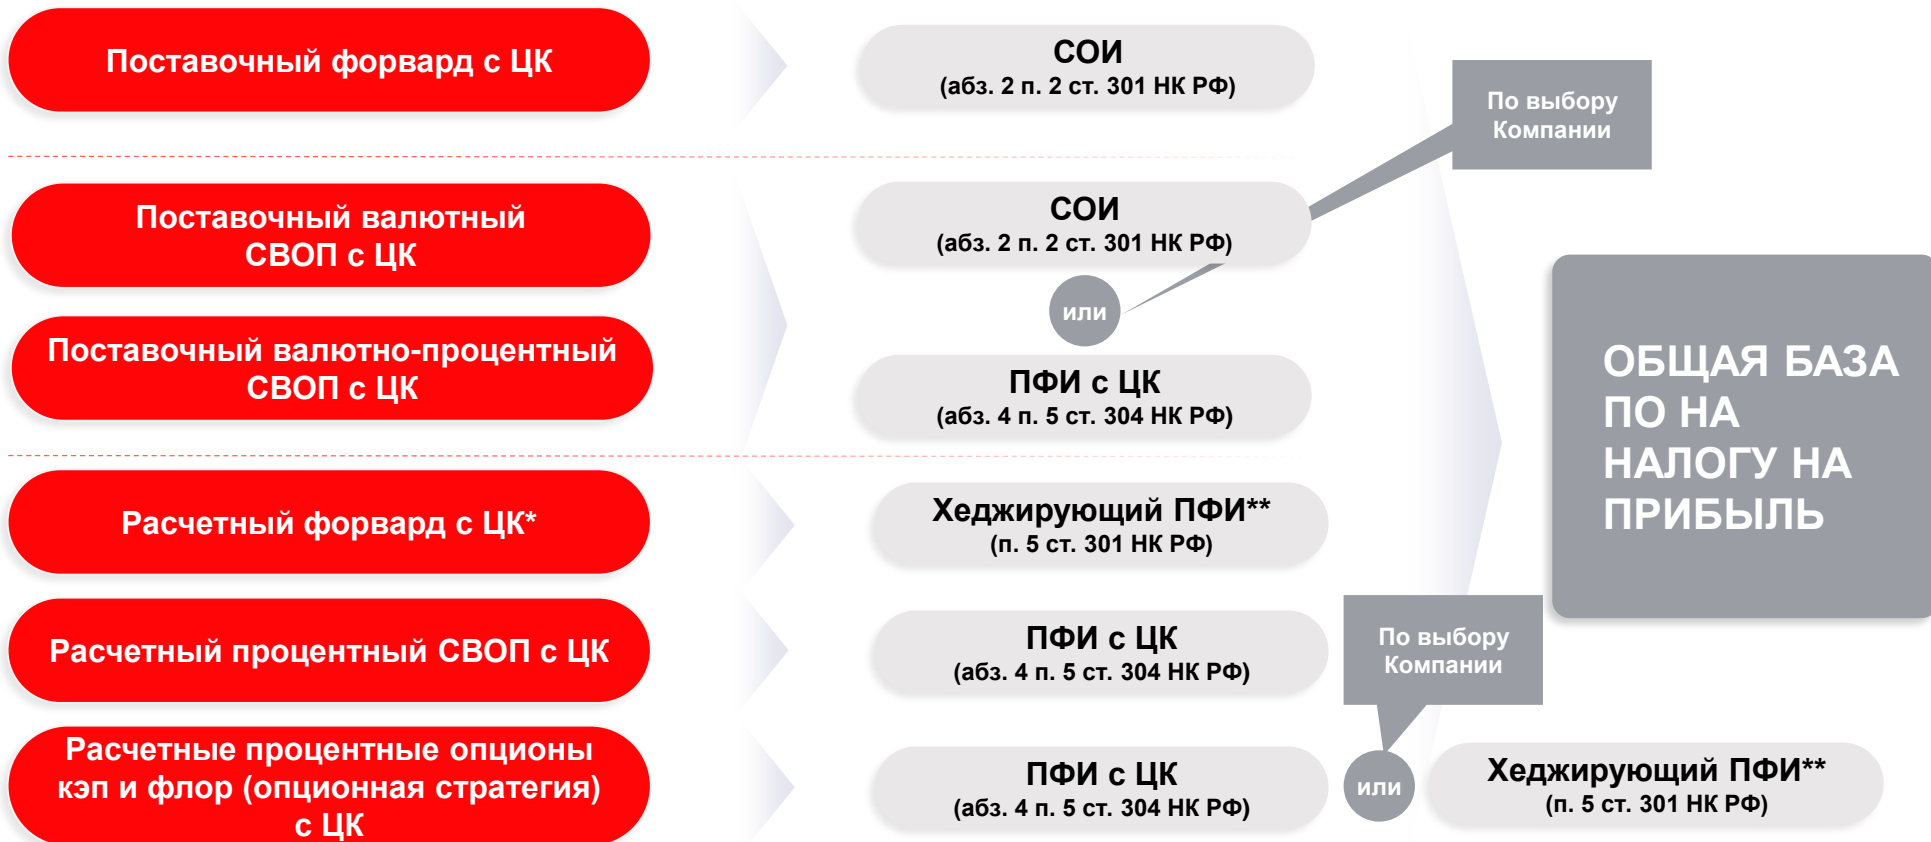 Поставочный форвард с ЦК
СОИ
(абз. 2 п. 2 ст. 301 НК РФ)
По выбору
Компании
Поставочный валютный
СВОП с ЦК
СОИ
(абз. 2 п. 2 ст. 301 НК РФ)
или
Поставочный валютно-процентный
СВОП с ЦК
ПФИ с ЦК
(абз. 4 п. 5 ст. 304 НК РФ)
ОБЩАЯ БАЗА
ПО НА
НАЛОГУ НА
ПРИБЫЛЬ
Расчетный форвард с ЦК*
Хеджирующий ПФИ**
(п. 5 ст. 301 НК РФ)
Расчетный процентный СВОП с ЦК
ПФИ с ЦК
(абз. 4 п. 5 ст. 304 НК РФ)
По выбору
Компании
Расчетные процентные опционы
кэп и флор (опционная стратегия)
с ЦК
ПФИ с ЦК
(абз. 4 п. 5 ст. 304 НК РФ)
или
Хеджирующий ПФИ**
(п. 5 ст. 301 НК РФ)